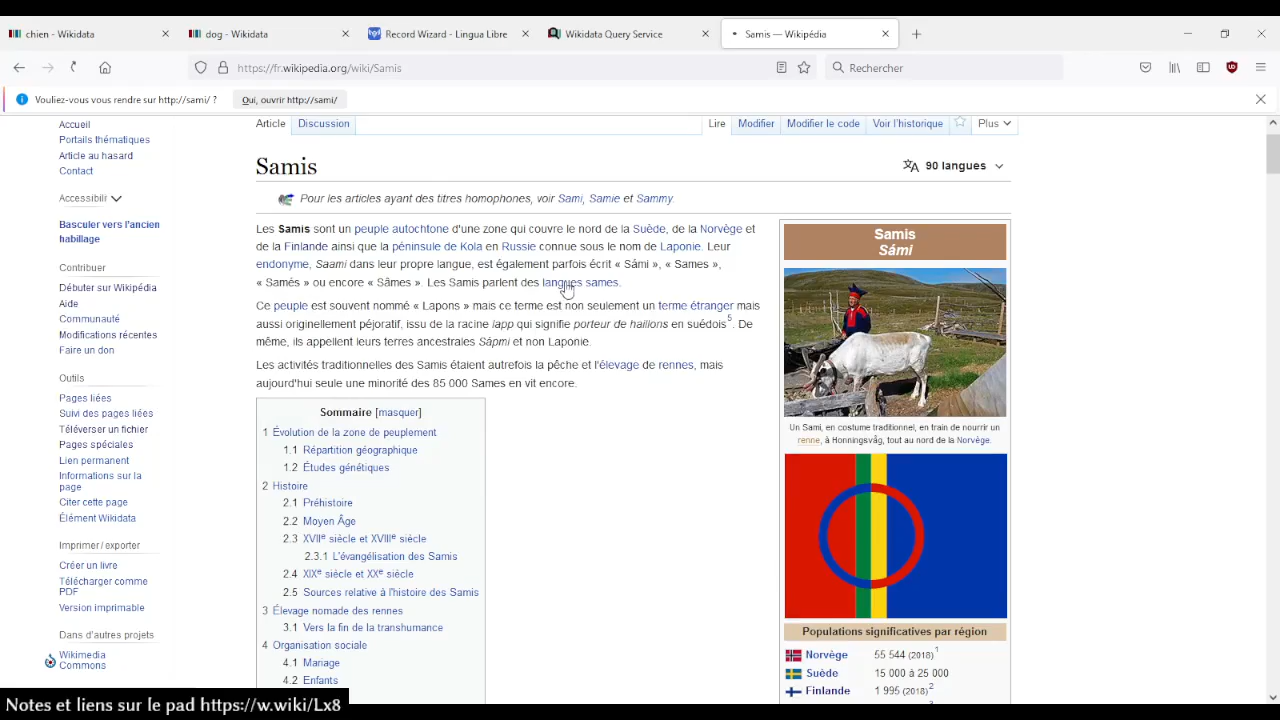 chien - Wikidata
dog - Wikidata
Record Wizard - Lingua Libre
Wikidata Query Service
Samis — Wikipédia
https://fr.wikipedia.org/wiki/Samis
Rechercher
Vouliez-vous vous rendre sur http://sami/ ?
Oui, ouvrir http://sami/
Accueil
Portails thématiques
Article au hasard
Contact
Accessibili
Basculer vers l'ancien
habillage
Contribuer
Débuter sur Wikipédia
Aide
Communauté
Modifications récentes
Faire un don
Outils
Pages liées
Suivi des pages liées
Téléverser un fichier
Pages spéciales
Lien permanent
Informations sur la
page
Citer cette page
Élément Wikidata
Imprimer / exporter
Créer un livre
Télécharger comme
PDF
Version imprimable
Dans d'autres projets
Wikimedia
Commons
Article
Discussion
Lire
Modifier
Modifier le code
Voir l'historique
Plus
Samis
90 langues
Pour les articles ayant des titres homophones, voir Sami, Samie et Sammy.
Les Samis sont un peuple autochtone d'une zone qui couvre le nord de la Suède, de la Norvège et
de la Finlande ainsi que la péninsule de Kola en Russie connue sous le nom de Laponie. Leur
endonyme, Saami dans leur propre langue, est également parfois écrit « Sámi », « Sames »,
« Samés » ou encore « Sâmes ». Les Samis parlent des langues sames.
Ce peuple est souvent nommé « Lapons » mais ce terme est non seulement un terme étranger mais
aussi originellement péjoratif, issu de la racine lapp qui signifie porteur de haillons en suédois5. De
même, ils appellent leurs terres ancestrales Sápmi et non Laponie.
Les activités traditionnelles des Samis étaient autrefois la pêche et l'élevage de rennes, mais
aujourd'hui seule une minorité des 85 000 Sames en vit encore.
Sommaire [masquer]
1 Évolution de la zone de peuplement
1.1 Répartition géographique
1.2 Études génétiques
2 Histoire
2.1 Préhistoire
2.2 Moyen Âge
2.3 XVIIe siècle et XVIIIe siècle
2.3.1 L'évangélisation des Samis
2.4 XIXe siècle et XXe siècle
2.5 Sources relative à l'histoire des Samis
3 Élevage nomade des rennes
3.1 Vers la fin de la transhumance
4 Organisation sociale
4.1 Mariage
4.2 Enfants
Samis
Sámi
Un Sami, en costume traditionnel, en train de nourrir un
renne, à Honningsvåg, tout au nord de la Norvège.
Populations significatives par région
Norvège 55 544 (2018)1
Suède 15 000 à 25 000
Finlande 1 995 (2018)2
Notes et liens sur le pad https://w.wiki/Lx8